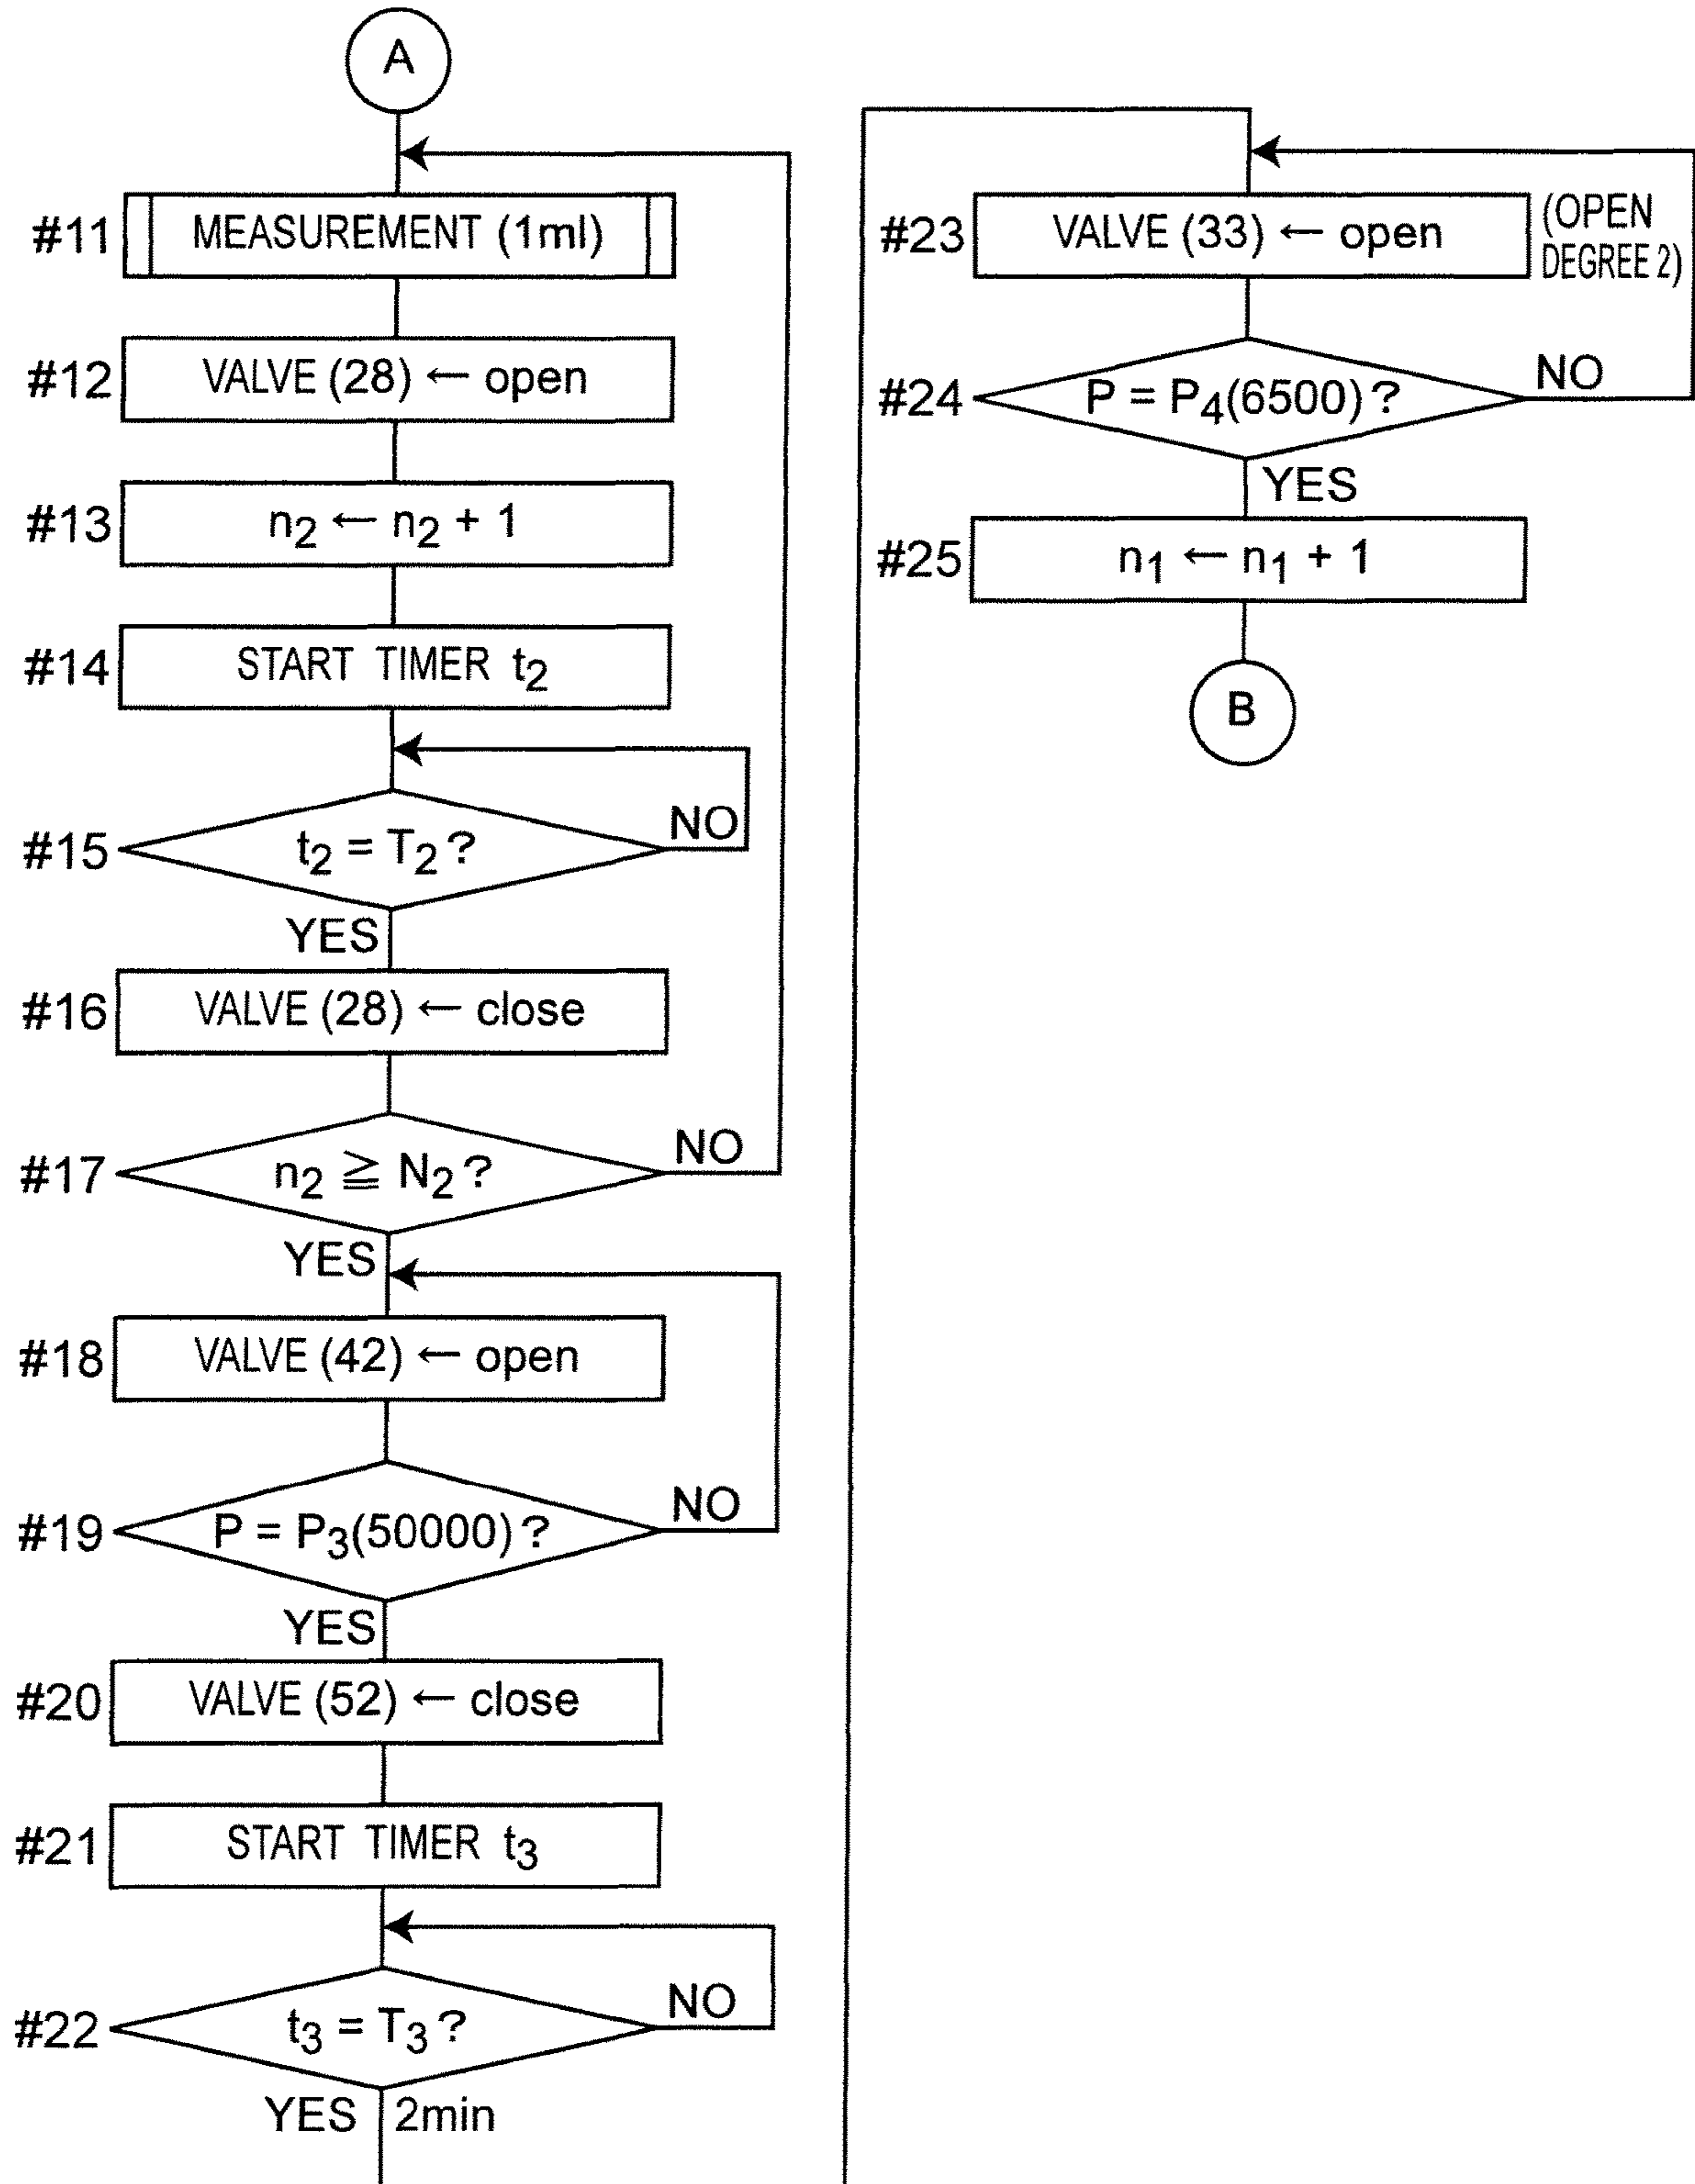 A
#11 MEASUREMENT (1ml)
#12 VALVE (28) ← open
#13 n₂ ← n₂ + 1
#14 START TIMER t₂
#15 t₂ = T₂ ? NO
YES
#16 VALVE (28) ← close
#17 n₂ ≧ N₂ ? NO
YES
#18 VALVE (42) ← open
#19 P = P₃(50000) ? NO
YES
#20 VALVE (52) ← close
#21 START TIMER t₃
#22 t₃ = T₃ ? NO
YES 2min
#23 VALVE (33) ← open (OPEN
DEGREE 2)
#24 P = P₄(6500) ? NO
YES
#25 n₁ ← n₁ + 1
B